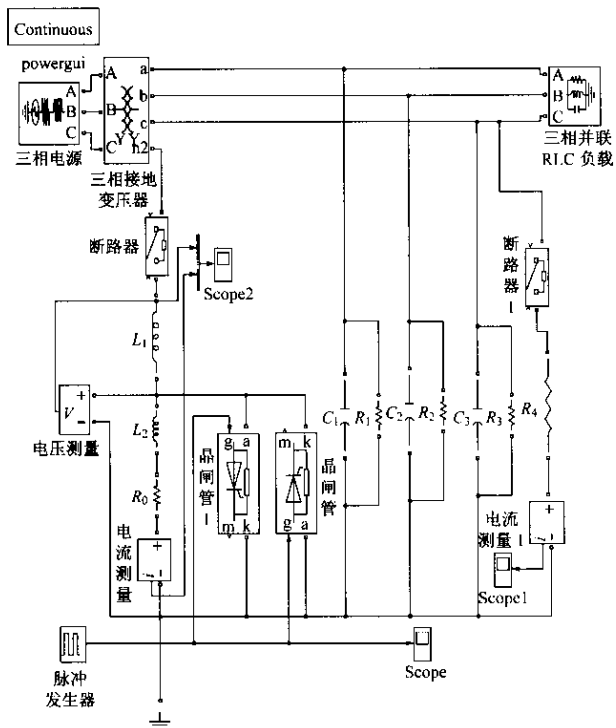 Continuous
powergui
A
B
C
三相电源
A
B
C
a
b
c
Y Y
n2
三相接地
变压器
A
B
C
三相并联
RLC 负载
断路器
Scope2
断
路
器
1
L1
V
+
−
电压测量
L2
R0
电
流
测
量
i
+
−
晶
闸
管
1
g a
m k
m k
g a
晶
闸
管
C1
R1
C2
R2
C3
R3
R4
电流
测量 1
i
+
−
Scope1
脉冲
发生器
Scope